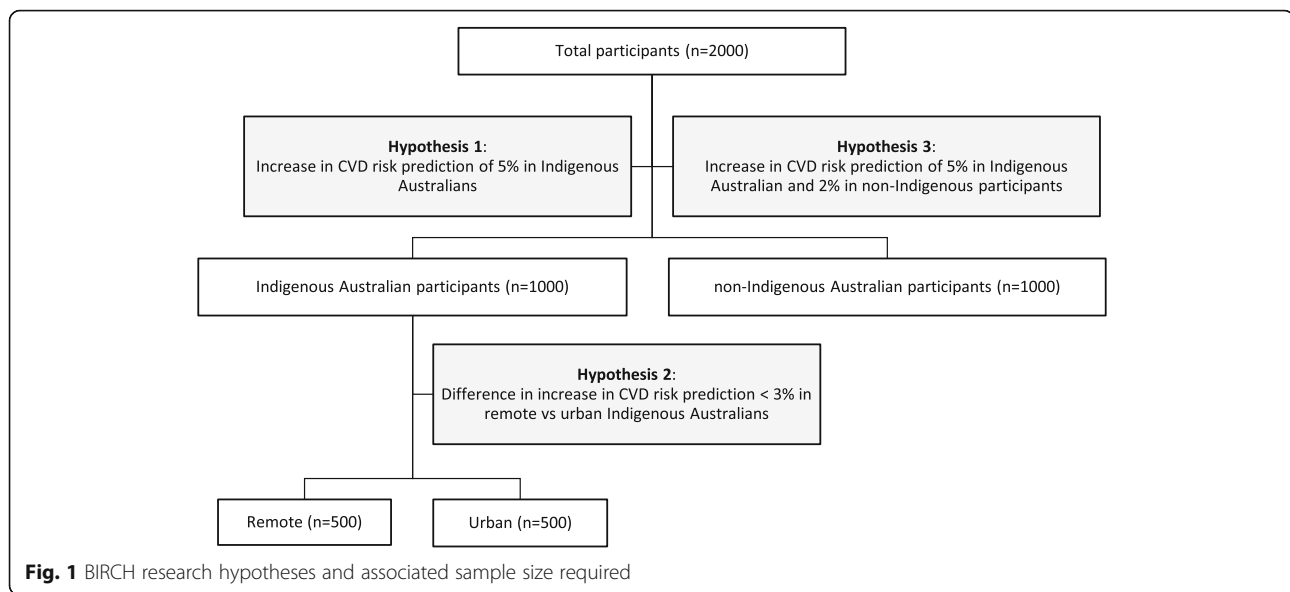 Total participants (n=2000)
Hypothesis 1:
Increase in CVD risk prediction of 5% in Indigenous
Australians
Hypothesis 3:
Increase in CVD risk prediction of 5% in Indigenous
Australian and 2% in non-Indigenous participants
Indigenous Australian participants (n=1000)
non-Indigenous Australian participants (n=1000)
Hypothesis 2:
Difference in increase in CVD risk prediction < 3% in
remote vs urban Indigenous Australians
Remote (n=500)
Urban (n=500)
Fig. 1 BIRCH research hypotheses and associated sample size required